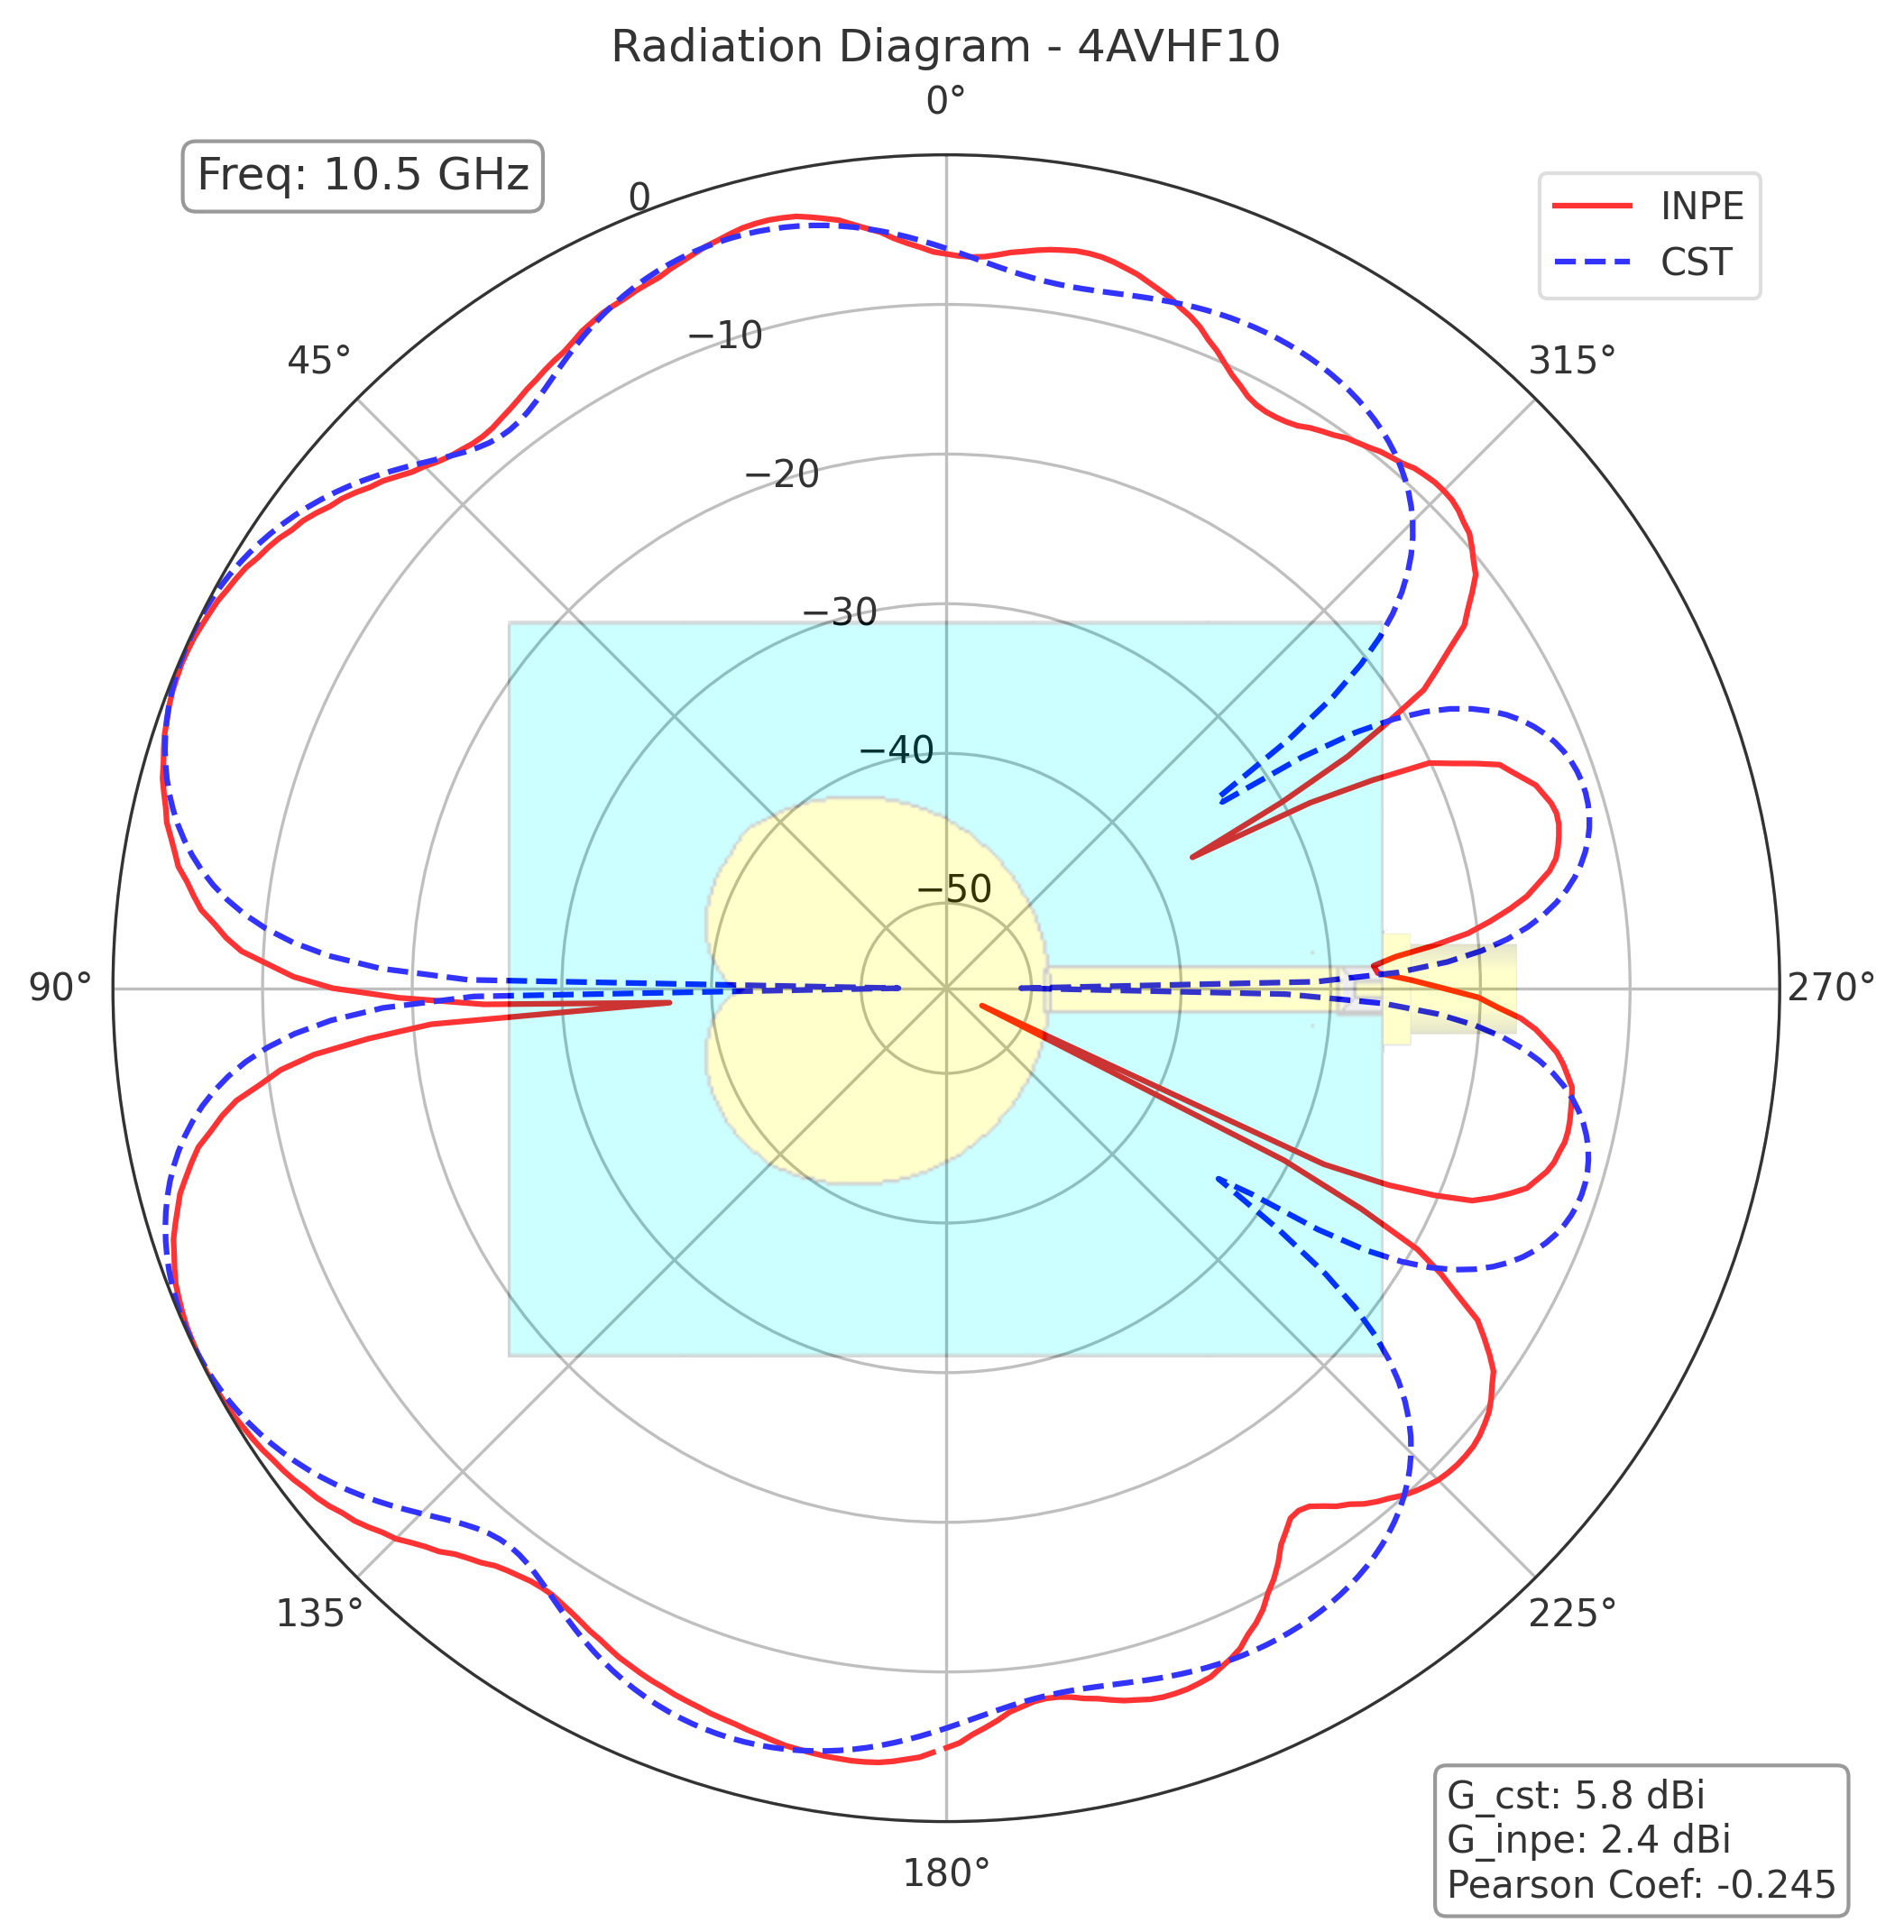 Radiation Diagram - 4AVHF10
0°
Freq: 10.5 GHz
0
INPE
CST
−10
45°
315°
−20
−30
−40
−50
90°
270°
135°
225°
180°
G_cst: 5.8 dBi
G_inpe: 2.4 dBi
Pearson Coef: -0.245